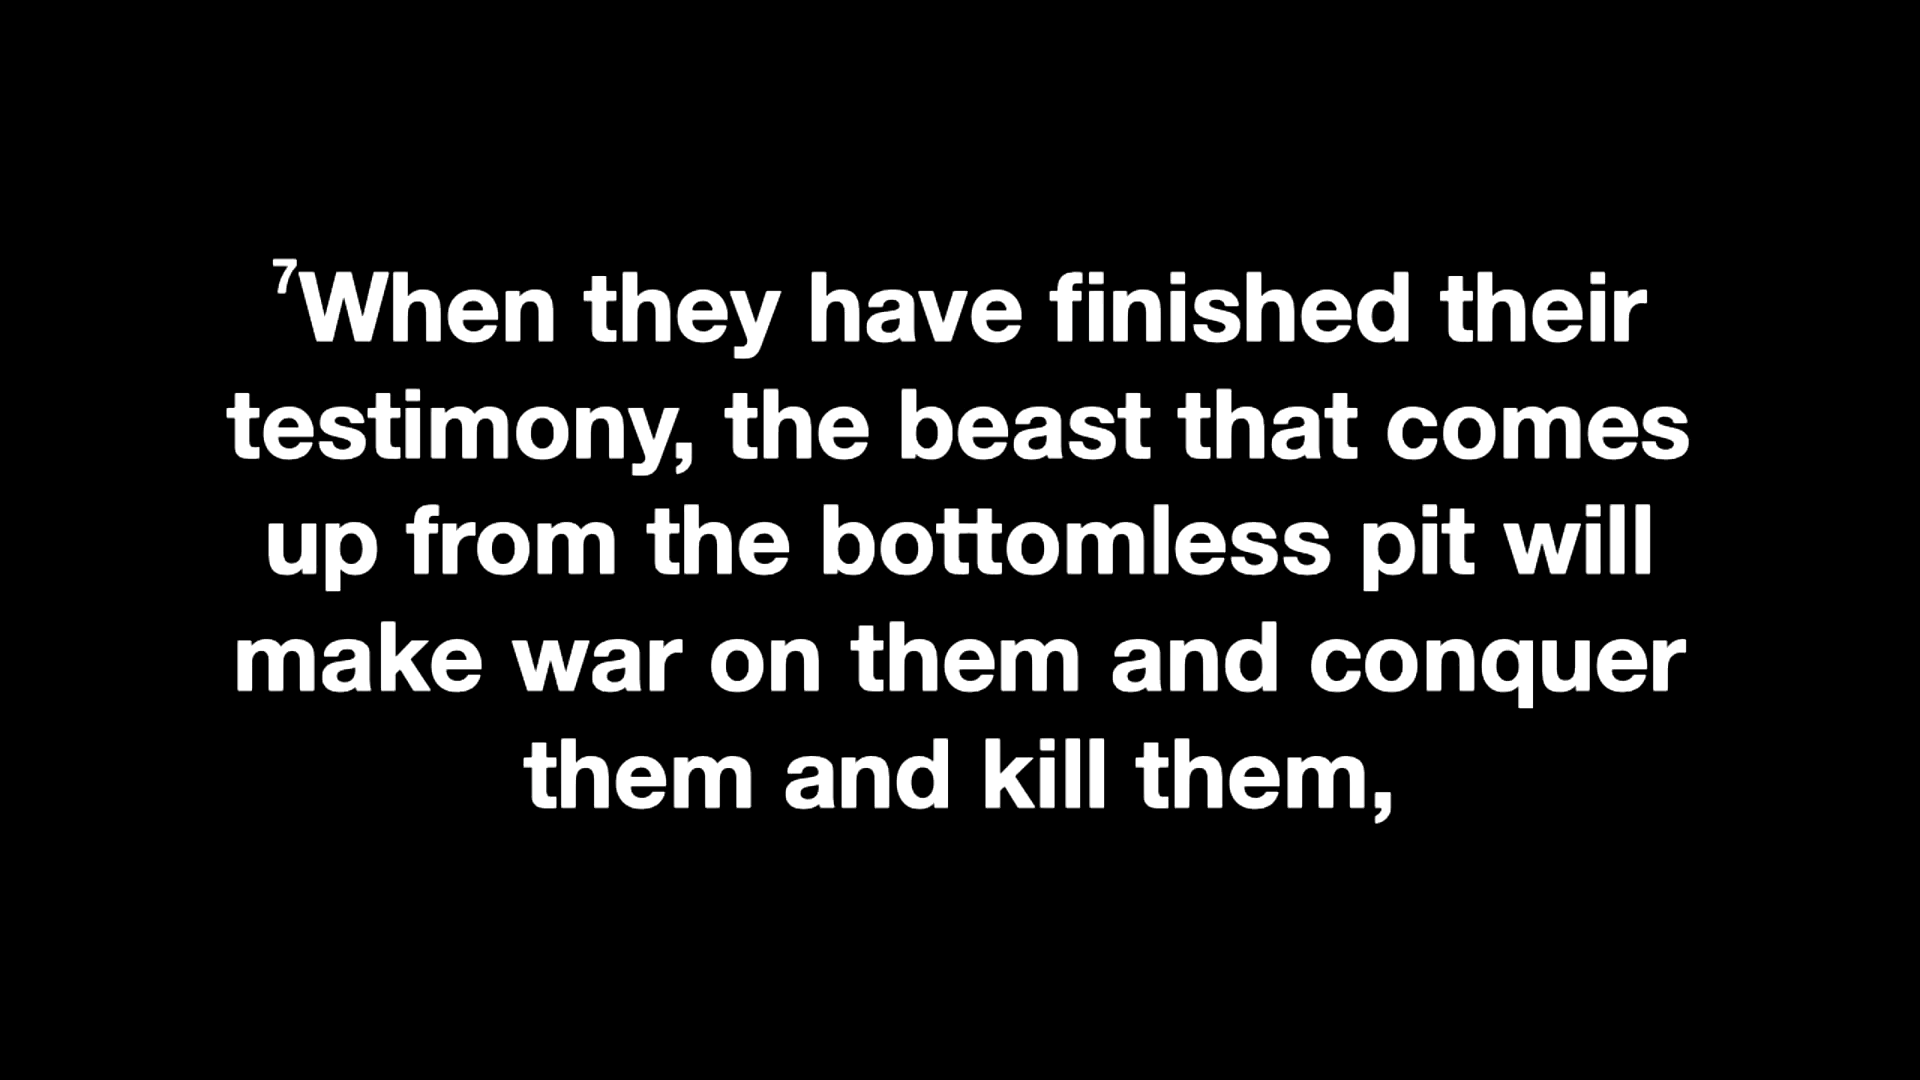 ⁷When they have finished their
testimony, the beast that comes
up from the bottomless pit will
make war on them and conquer
them and kill them,